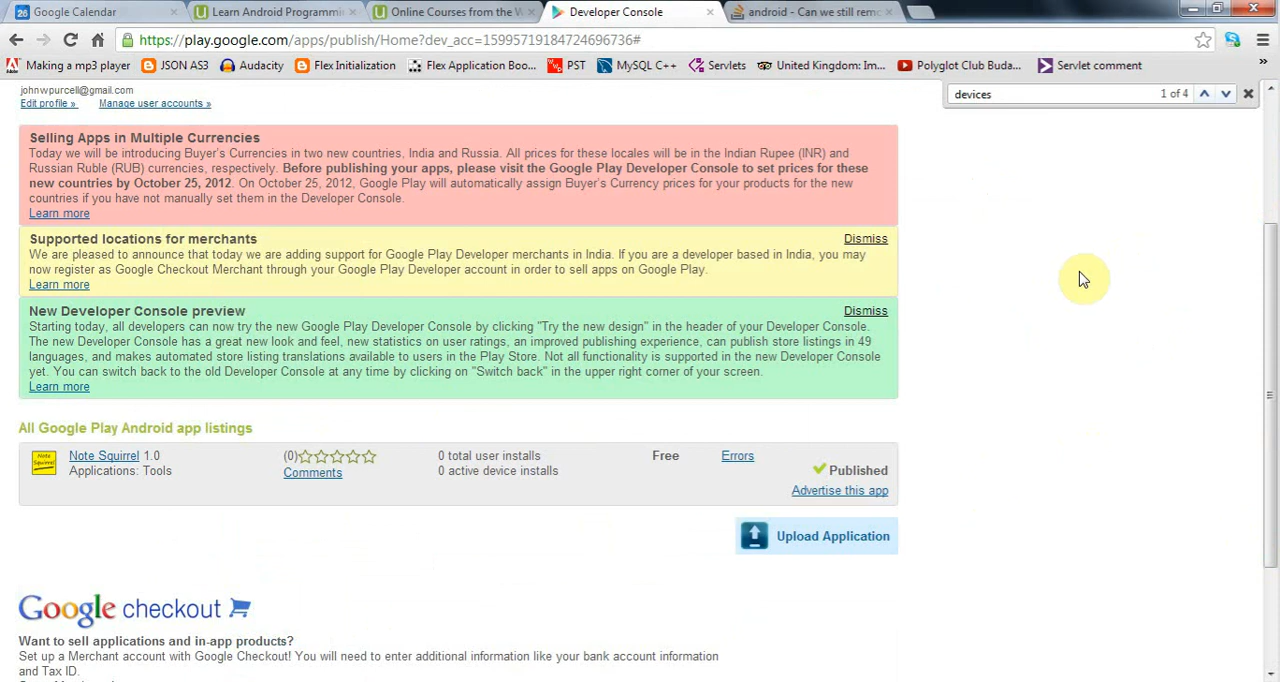 Google Calendar
Learn Android Programmin
Online Courses from the W
Developer Console
android - Can we still remo
https://play.google.com/apps/publish/Home?dev_acc=15995719184724696736#
Making a mp3 player
JSON AS3
Audacity
Flex Initialization
Flex Application Boo...
PST
MySQL C++
Servlets
United Kingdom: Im...
Polyglot Club Buda...
Servlet comment
johnwpurcell@gmail.com
devices
1 of 4
Edit profile »
Manage user accounts »
Selling Apps in Multiple Currencies
Today we will be introducing Buyer's Currencies in two new countries, India and Russia. All prices for these locales will be in the Indian Rupee (INR) and
Russian Ruble (RUB) currencies, respectively. Before publishing your apps, please visit the Google Play Developer Console to set prices for these
new countries by October 25, 2012. On October 25, 2012, Google Play will automatically assign Buyer's Currency prices for your products for the new
countries if you have not manually set them in the Developer Console.
Learn more
Supported locations for merchants
Dismiss
We are pleased to announce that today we are adding support for Google Play Developer merchants in India. If you are a developer based in India, you may
now register as Google Checkout Merchant through your Google Play Developer account in order to sell apps on Google Play.
Learn more
New Developer Console preview
Dismiss
Starting today, all developers can now try the new Google Play Developer Console by clicking "Try the new design" in the header of your Developer Console.
The new Developer Console has a great new look and feel, new statistics on user ratings, an improved publishing experience, can publish store listings in 49
languages, and makes automated store listing translations available to users in the Play Store. Not all functionality is supported in the new Developer Console
yet. You can switch back to the old Developer Console at any time by clicking on "Switch back" in the upper right corner of your screen.
Learn more
All Google Play Android app listings
Note Squirrel
Note Squirrel 1.0
Applications: Tools
(0)
Comments
0 total user installs
0 active device installs
Free
Errors
Published
Advertise this app
Upload Application
Google checkout
Want to sell applications and in-app products?
Set up a Merchant account with Google Checkout! You will need to enter additional information like your bank account information
and Tax ID.